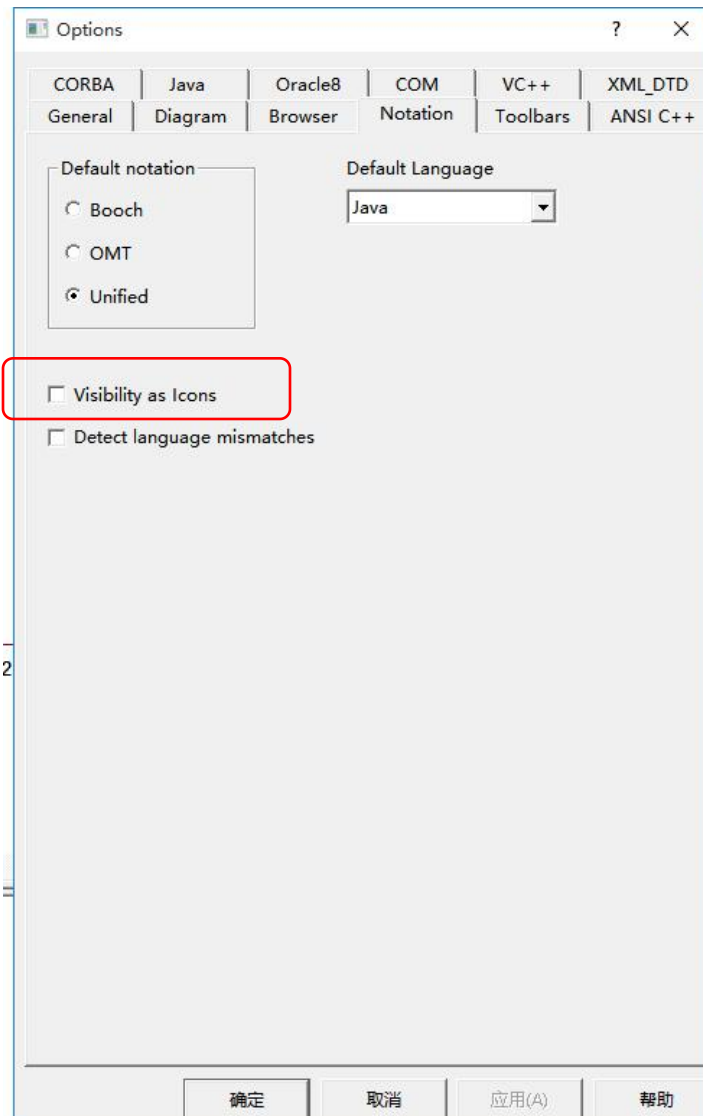 Options
?
CORBA Java Oracle8 COM VC++ XML_DTD
General Diagram Browser Notation Toolbars ANSI C++
Default notation
Default Language
Booch
Java
OMT
Unified
Visibility as Icons
Detect language mismatches
2
确定 取消 应用(A) 帮助